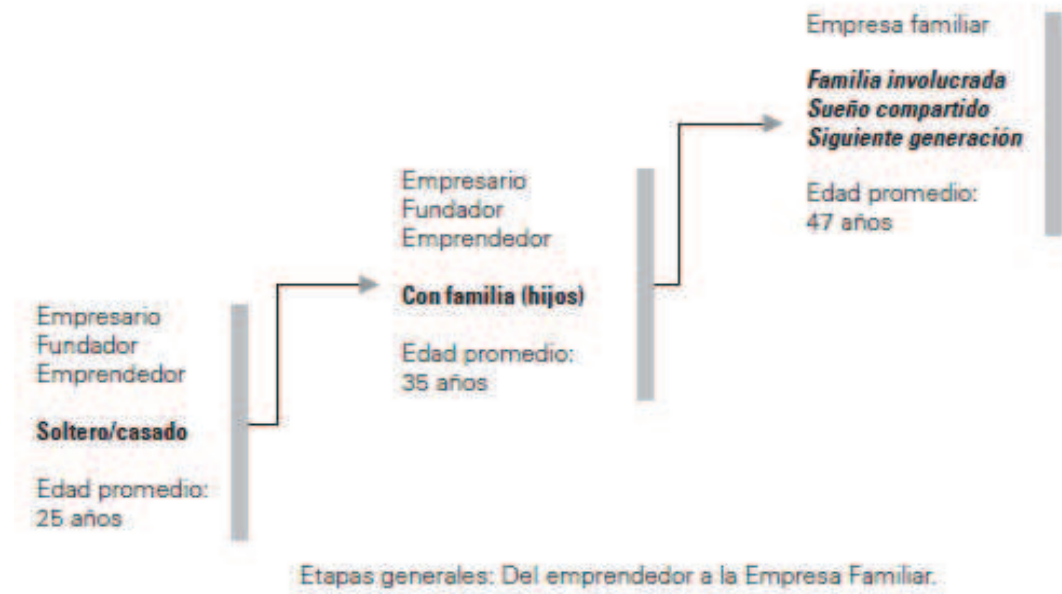 Empresa familiar
Familia involucrada
Sueño compartido
Siguiente generación
Edad promedio:
47 años
Empresario
Fundador
Emprendedor
Con familia (hijos)
Edad promedio:
35 años
Empresario
Fundador
Emprendedor
Soltero/casado
Edad promedio:
25 años
Etapas generales: Del emprendedor a la Empresa Familiar.